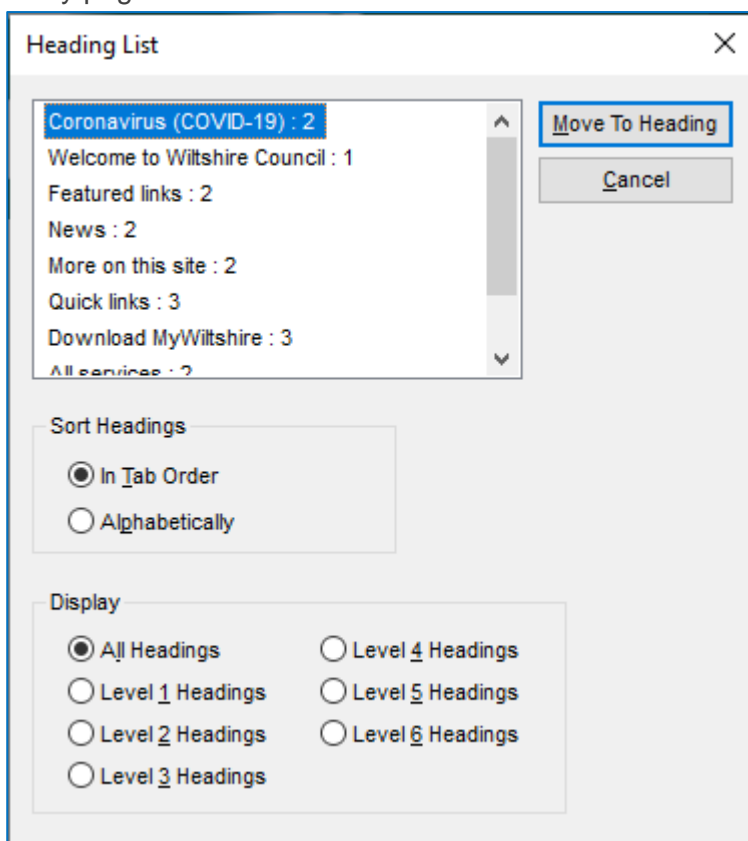 Heading List
Coronavirus (COVID-19) : 2
Welcome to Wiltshire Council : 1
Featured links : 2
News : 2
More on this site : 2
Quick links : 3
Download MyWiltshire : 3
All services : 2
Move To Heading
Cancel
Sort Headings
In Tab Order
Alphabetically
Display
All Headings
Level 4 Headings
Level 1 Headings
Level 5 Headings
Level 2 Headings
Level 6 Headings
Level 3 Headings